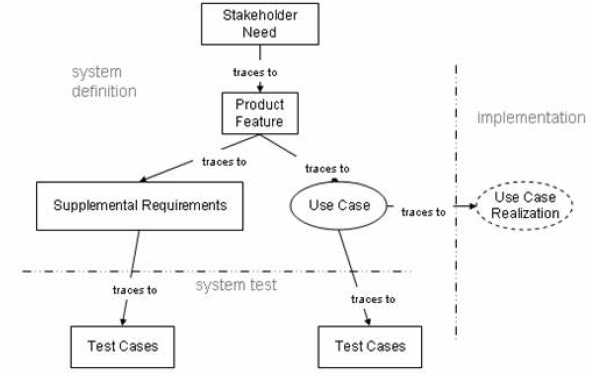 Stakeholder
Need
system
definition
traces to
Product
Feature
implementation
traces to
traces to
Supplemental Requirements
Use Case
traces to
Use Case
Realization
system test
traces to
traces to
Test Cases
Test Cases